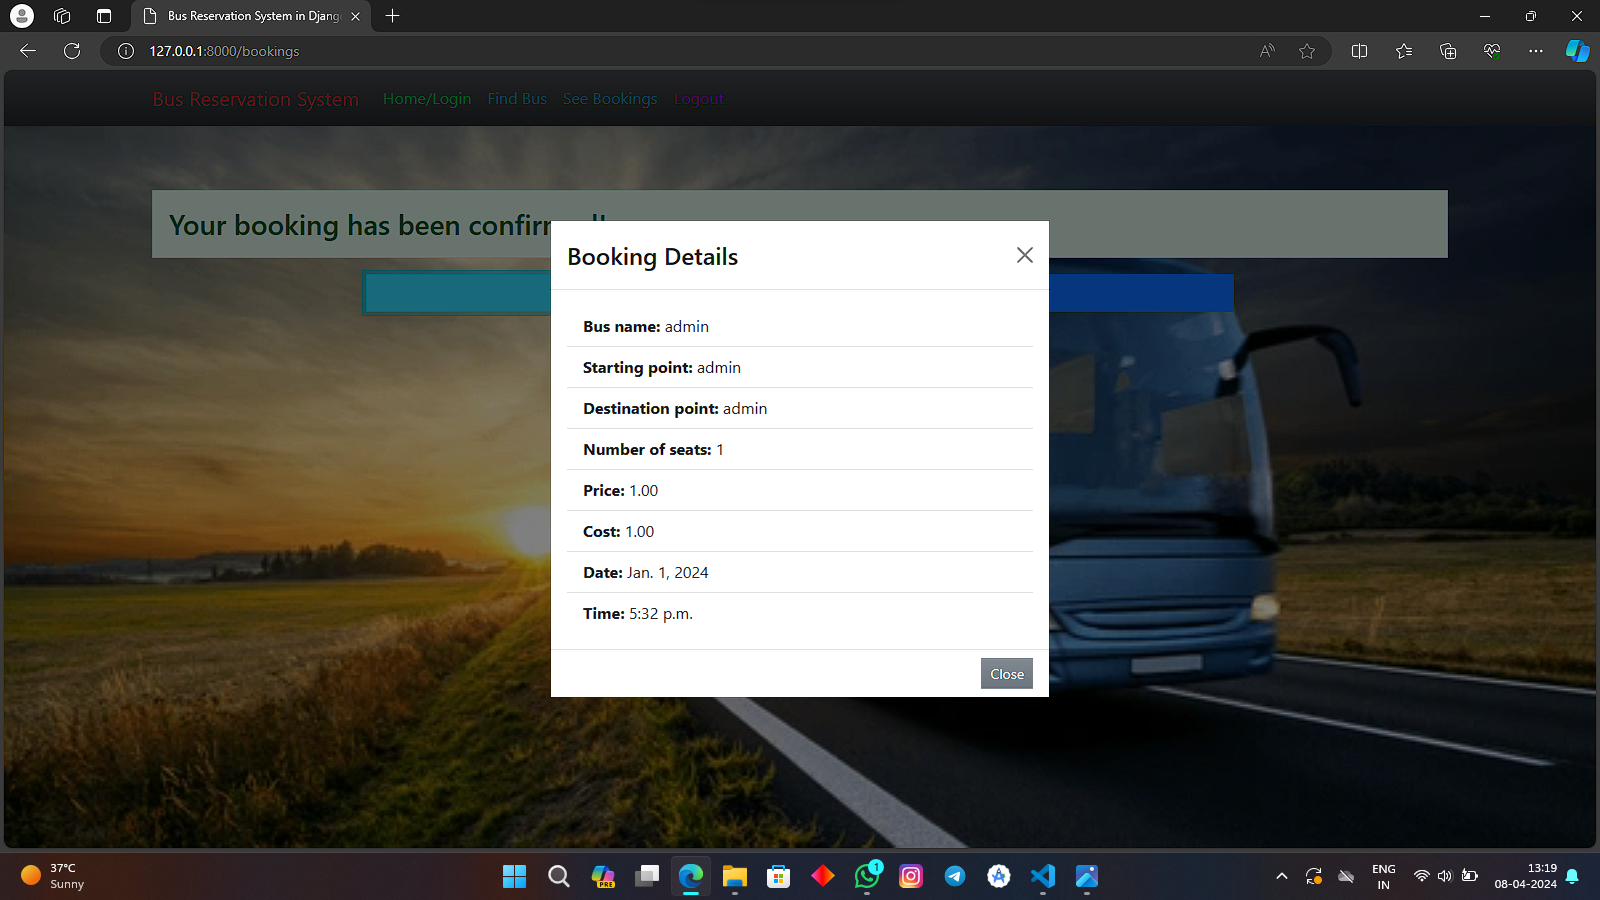 Bus Reservation System in Djang
127.0.0.1:8000/bookings
Bus Reservation System
Home/Login
Find Bus
See Bookings
Logout
Your booking has been
Booking Details
Bus name: admin
Starting point: admin
Destination point: admin
Number of seats: 1
Price: 1.00
Cost: 1.00
Date: Jan. 1, 2024
Time: 5:32 p.m.
Close
37°C
Sunny
PRE
1
ENG
IN
13:19
08-04-2024